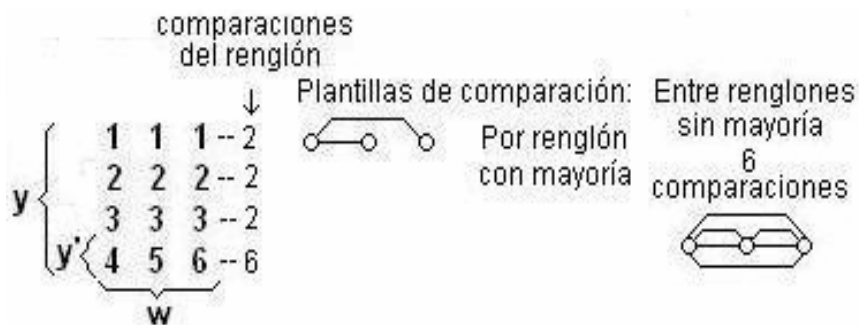 comparaciones
del renglón
↓
Plantillas de comparación:
Por renglón
con mayoría
Entre renglones
sin mayoría
6
comparaciones
y
1 1 1 -- 2
2 2 2 -- 2
3 3 3 -- 2
y' 4 5 6 -- 6
w